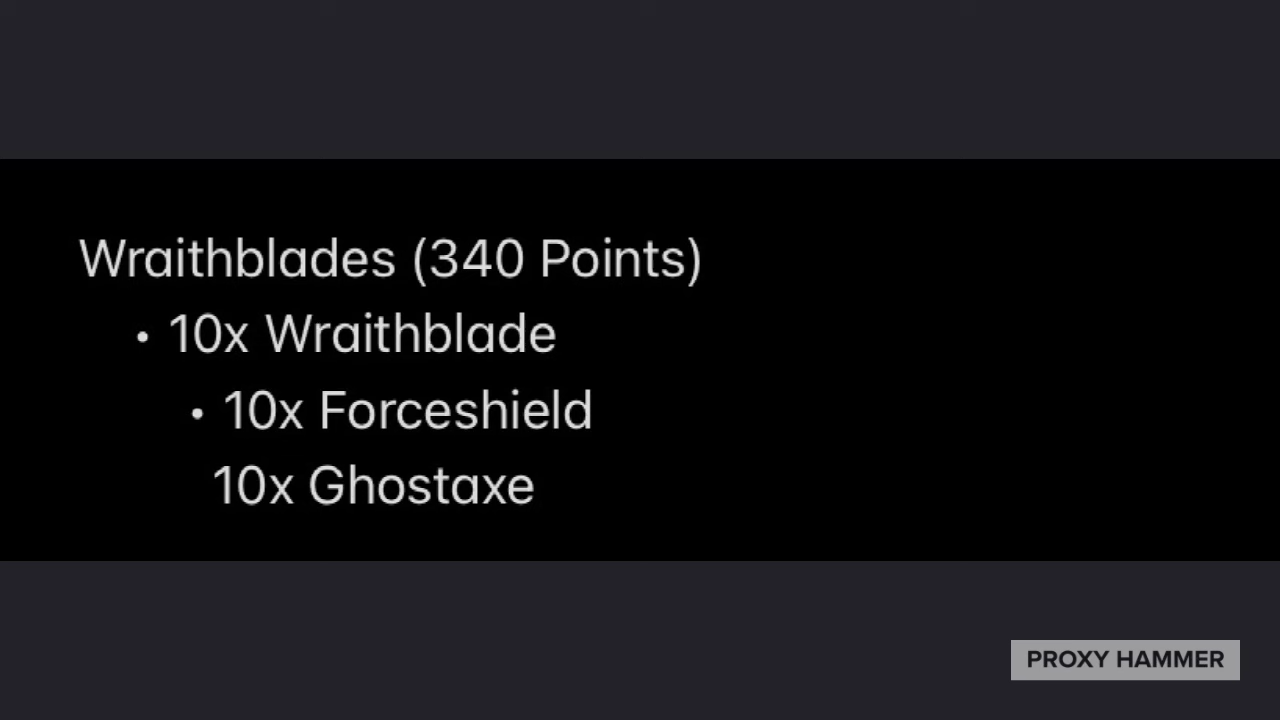 Wraithblades (340 Points)
• 10x Wraithblade
• 10x Forceshield
10x Ghostaxe
PROXY HAMMER